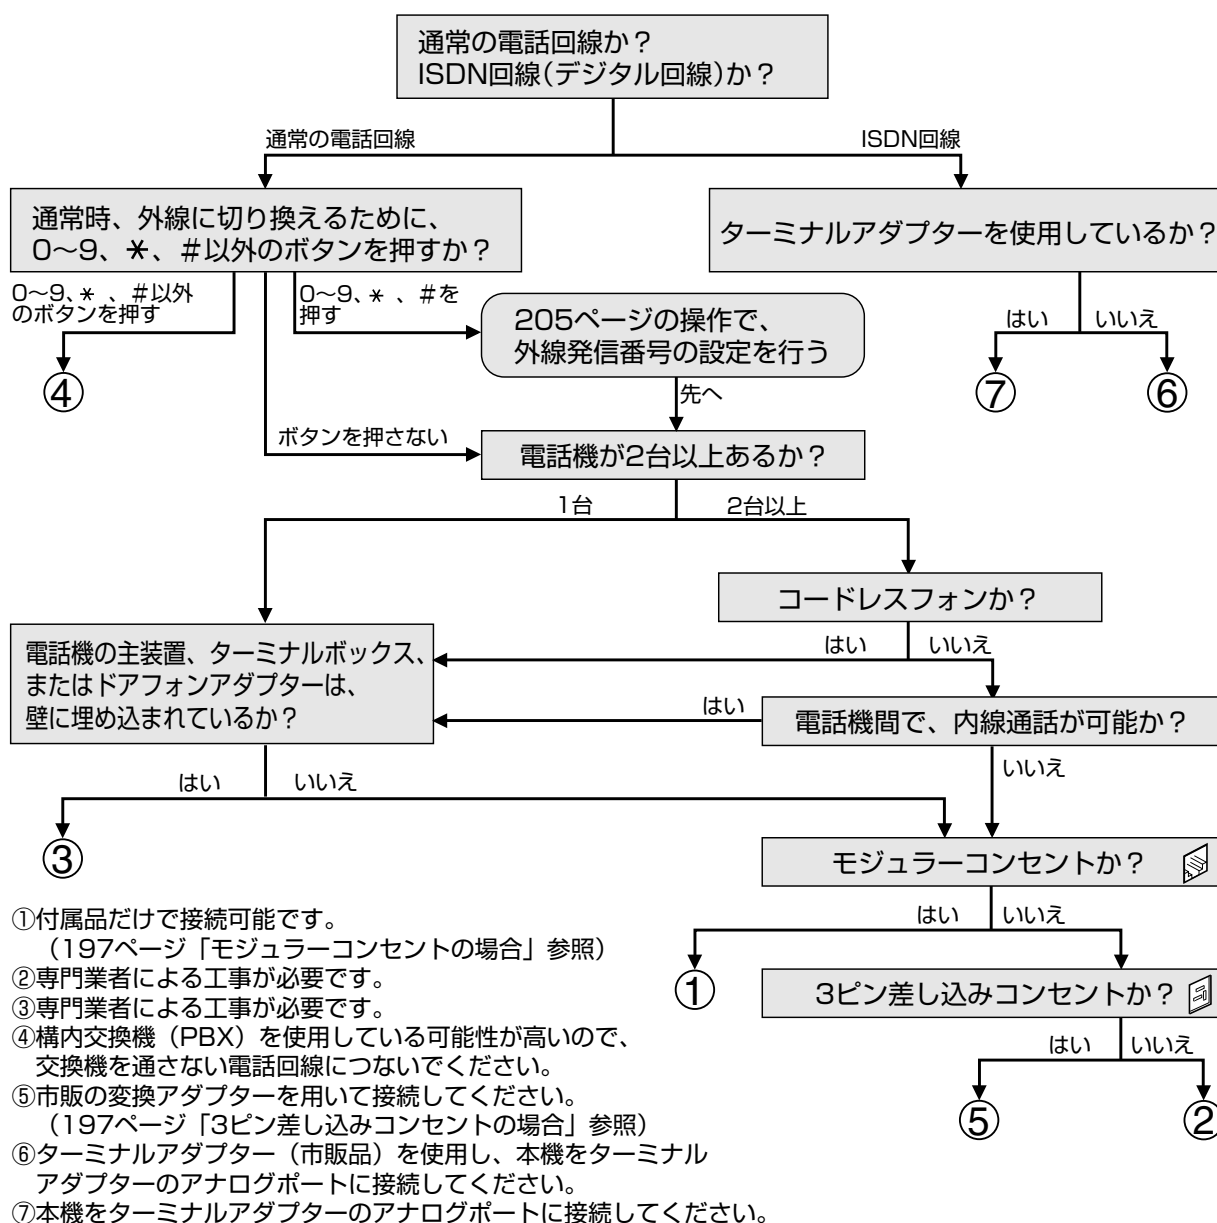 通常の電話回線か？
ISDN回線（デジタル回線）か？
通常の電話回線
ISDN回線
通常時、外線に切り換えるために、
0～9、＊、＃以外のボタンを押すか？
ターミナルアダプターを使用しているか？
0～9、＊、＃以外
のボタンを押す
0～9、＊、＃を
押す
205ページの操作で、
外線発信番号の設定を行う
はい
いいえ
④
⑦
⑥
先へ
ボタンを押さない
電話機が2台以上あるか？
1台
2台以上
コードレスフォンか？
はい
いいえ
電話機の主装置、ターミナルボックス、
またはドアフォンアダプターは、
壁に埋め込まれているか？
はい
電話機間で、内線通話が可能か？
いいえ
はい
いいえ
③
モジュラーコンセントか？
はい
いいえ
①
3ピン差し込みコンセントか？
はい
いいえ
⑤
②
①付属品だけで接続可能です。
（197ページ「モジュラーコンセントの場合」参照）
②専門業者による工事が必要です。
③専門業者による工事が必要です。
④構内交換機（PBX）を使用している可能性が高いので、
交換機を通さない電話回線につないでください。
⑤市販の変換アダプターを用いて接続してください。
（197ページ「3ピン差し込みコンセントの場合」参照）
⑥ターミナルアダプター（市販品）を使用し、本機をターミナル
アダプターのアナログポートに接続してください。
⑦本機をターミナルアダプターのアナログポートに接続してください。